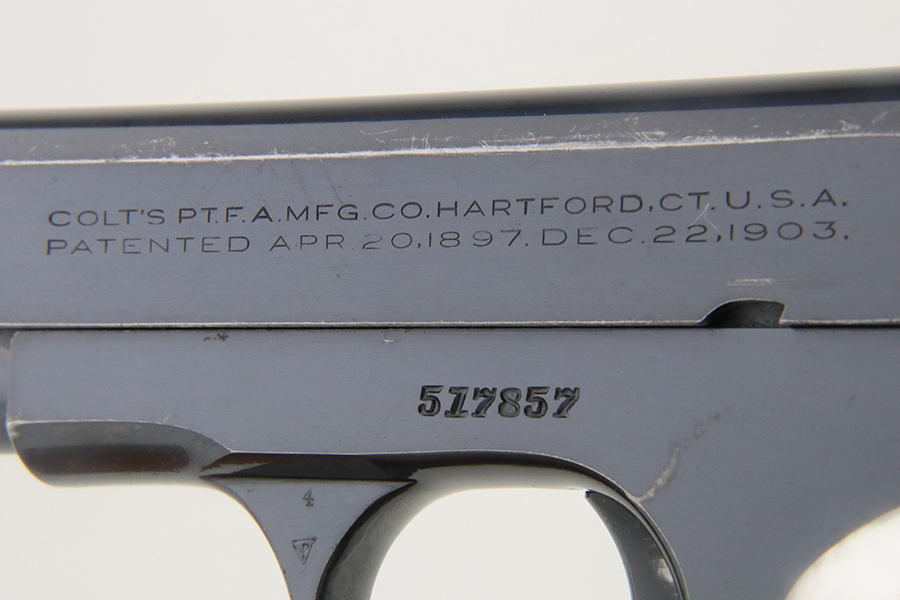 COLT'S PT.F.A.MFG.CO.HARTFORD,CT.U.S.A.
PATENTED APR.20,1897. DEC.22,1903.
517857
4